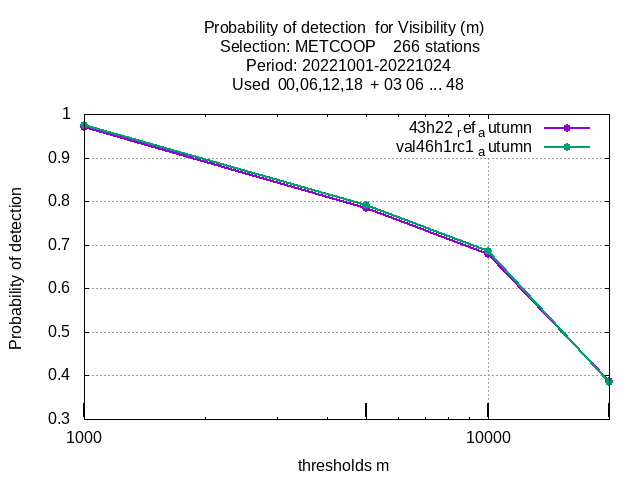 Probability of detection  for Visibility (m)
Selection: METCOOP    266 stations
Period: 20221001-20221024
Used  00,06,12,18  + 03 06 ... 48
43h22 ref a utumn
val46h1rc1 a utumn
1
0.9
0.8
0.7
0.6
0.5
0.4
0.3
Probability of detection
1000
10000
thresholds m